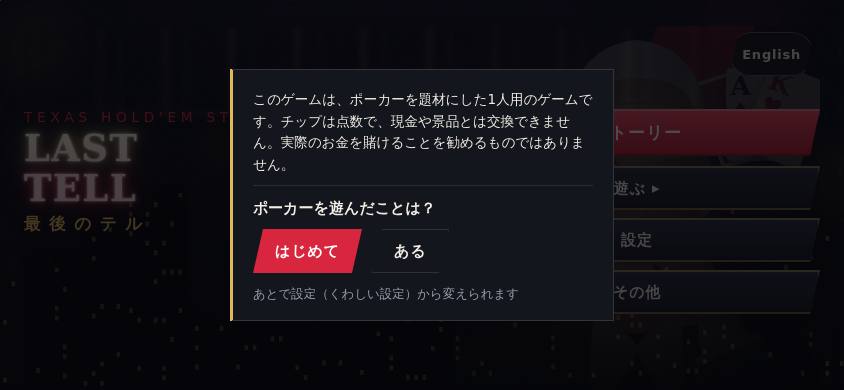 English
TEXAS HOLD'EM ST
LAST
TELL
最後のテル
このゲームは、ポーカーを題材にした1人用のゲームで
す。チップは点数で、現金や景品とは交換できませ
ん。実際のお金を賭けることを勧めるものではありま
せん。
ポーカーを遊んだことは？
はじめて
ある
あとで設定（くわしい設定）から変えられます
トーリー
遊ぶ ▸
設定
その他
A
K